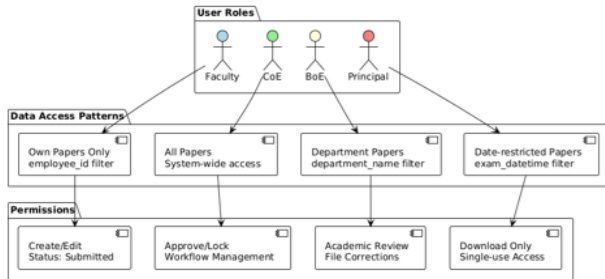 User Roles
Faculty CoE BoE Principal
Data Access Patterns
Own Papers Only
employee_id filter
All Papers
System-wide access
Department Papers
department_name filter
Date-restricted Papers
exam_datetime filter
Permissions
Create/Edit
Status: Submitted
Approve/Lock
Workflow Management
Academic Review
File Corrections
Download Only
Single-use Access